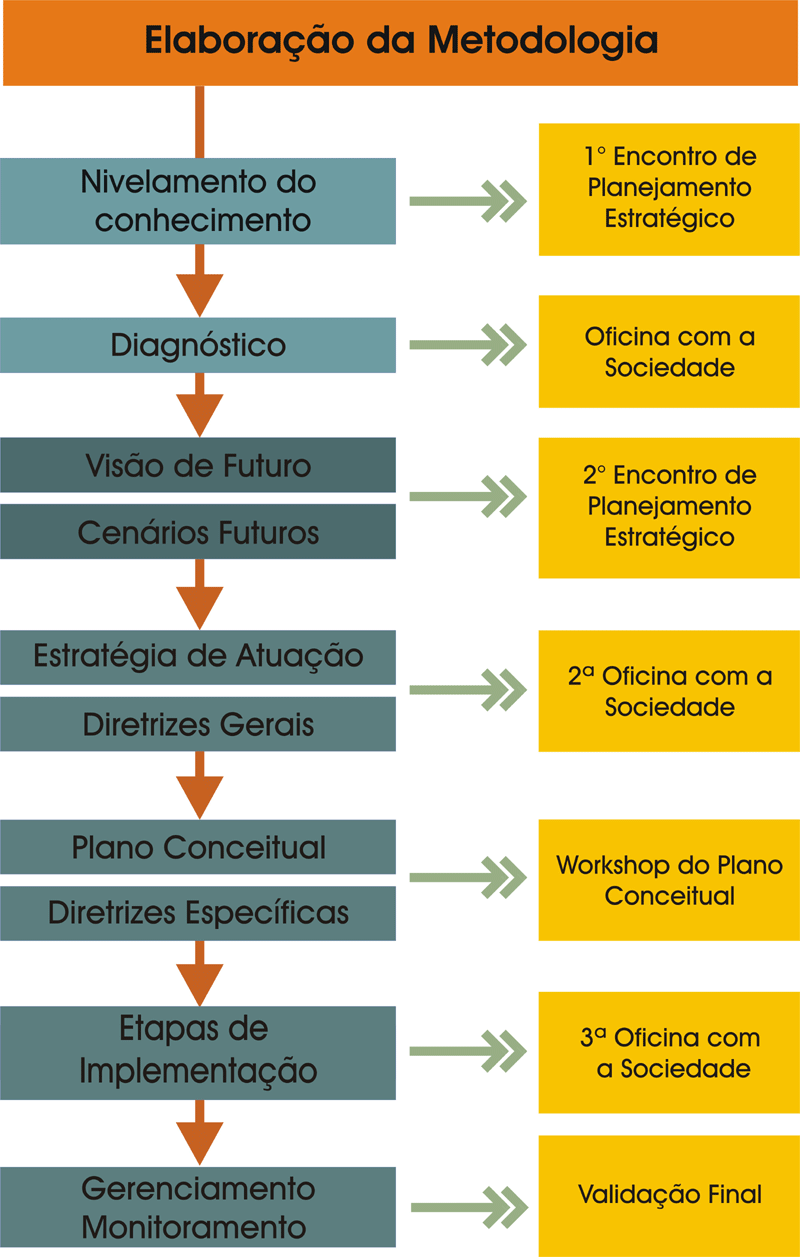 Elaboração da Metodologia
Nivelamento do
conhecimento
1° Encontro de
Planejamento
Estratégico
Diagnóstico
Oficina com a
Sociedade
Visão de Futuro
Cenários Futuros
2° Encontro de
Planejamento
Estratégico
Estratégia de Atuação
Diretrizes Gerais
2ª Oficina com a
Sociedade
Plano Conceitual
Diretrizes Específicas
Workshop do Plano
Conceitual
Etapas de
Implementação
3ª Oficina com
a Sociedade
Gerenciamento
Monitoramento
Validação Final